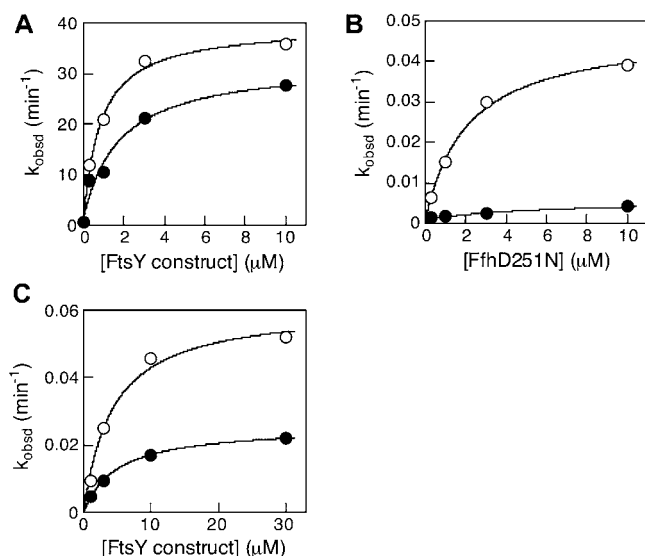 A
k_obsd (min⁻¹)
40
30
20
10
0
0 2 4 6 8 10
[FtsY construct] (μM)
B
k_obsd (min⁻¹)
0.05
0.04
0.03
0.02
0.01
0
0 2 4 6 8 10
[FfhD251N] (μM)
C
k_obsd (min⁻¹)
0.06
0.04
0.02
0
0 10 20 30
[FtsY construct] (μM)